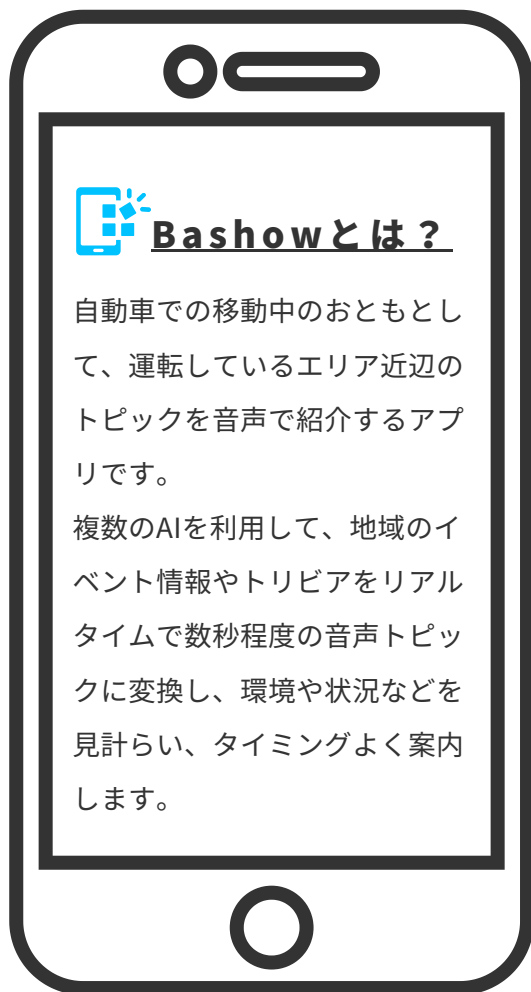 Bashowとは？
自動車での移動中のおともとし
て、運転しているエリア近辺の
トピックを音声で紹介するアプ
リです。
複数のAIを利用して、地域のイ
ベント情報やトリビアをリアル
タイムで数秒程度の音声トピッ
クに変換し、環境や状況などを
見計らい、タイミングよく案内
します。